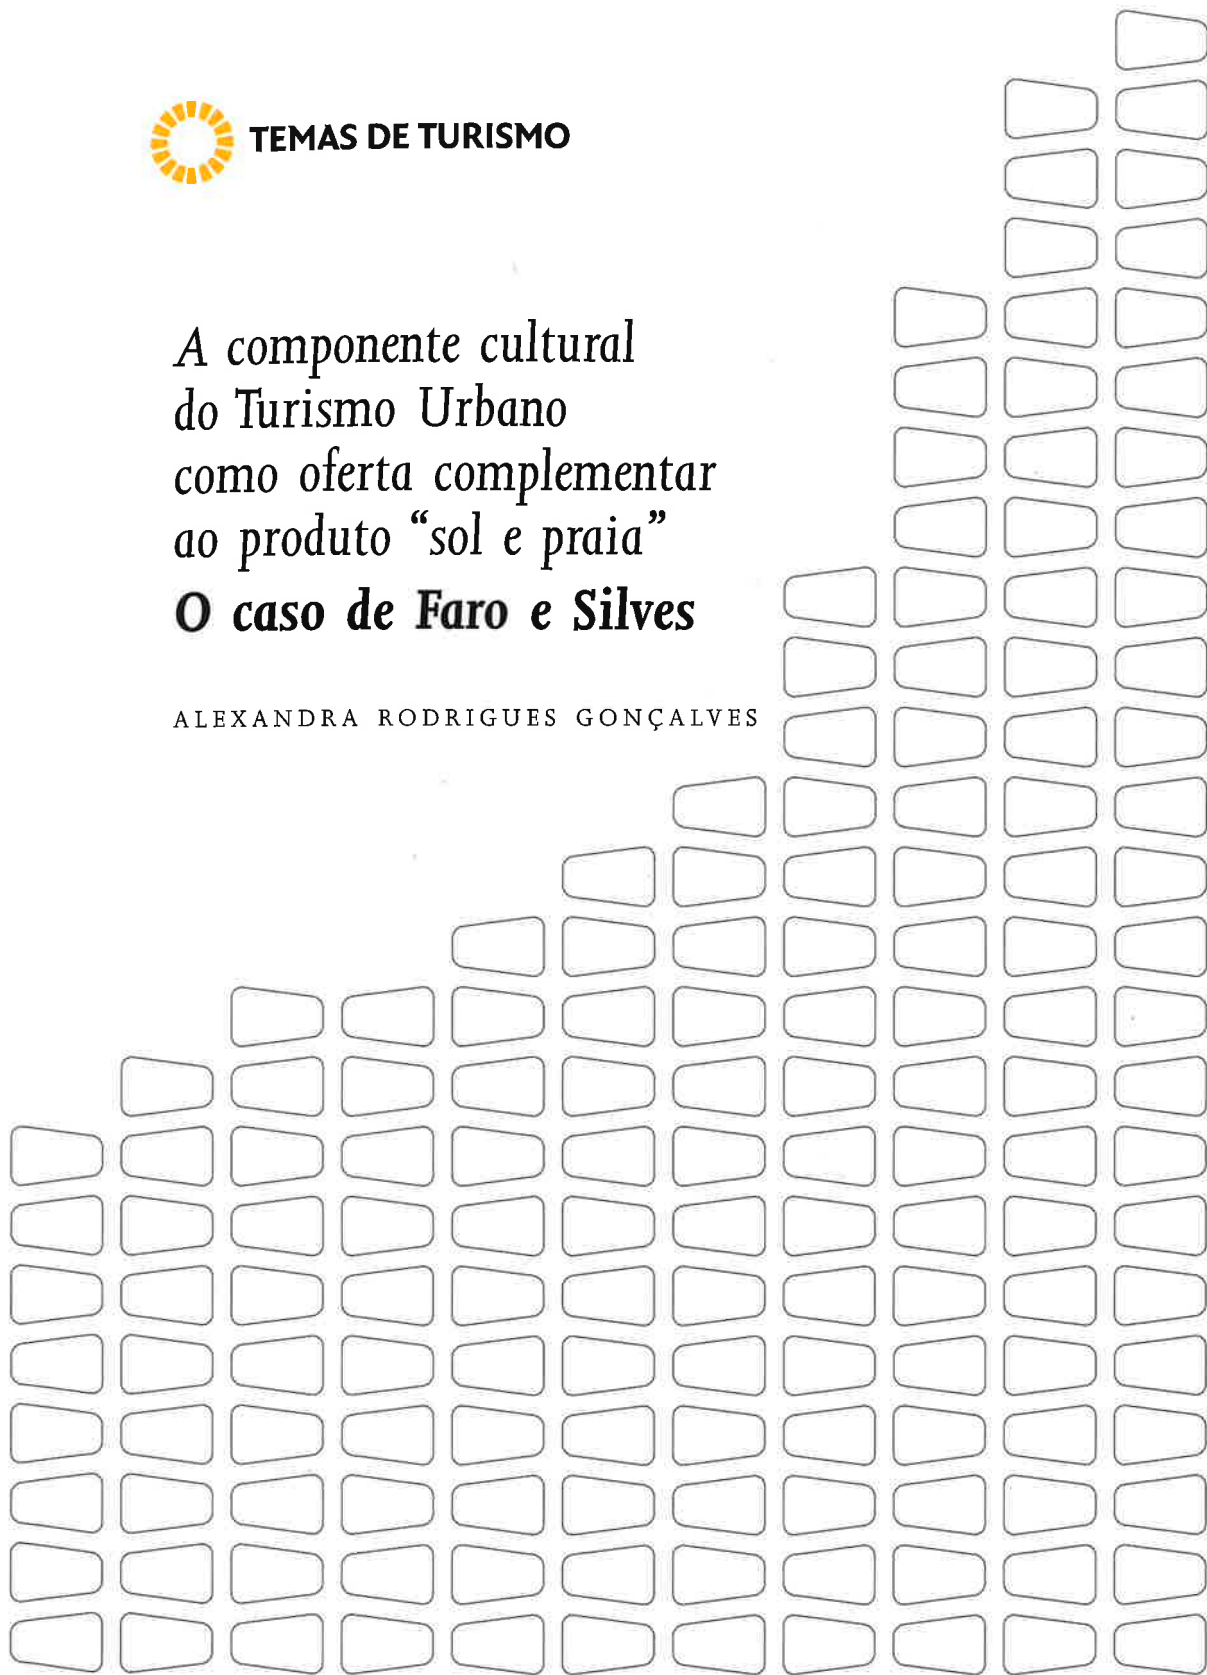 TEMAS DE TURISMO
A componente cultural
do Turismo Urbano
como oferta complementar
ao produto “sol e praia”
O caso de Faro e Silves
ALEXANDRA RODRIGUES GONÇALVES